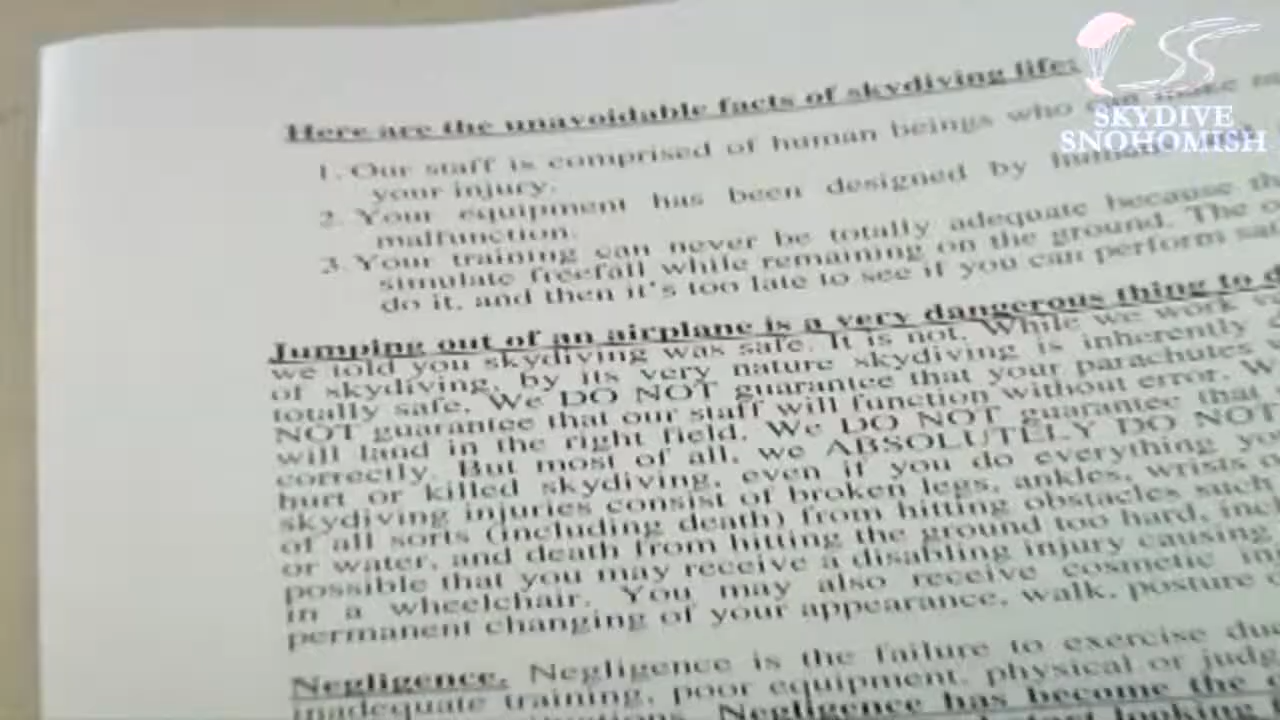 SKYDIVE
SNOHOMISH
Here are the unavoidable facts of skydiving life:
1. Our staff is comprised of human beings who can make
your injury.
2. Your equipment has been designed by humans
malfunction.
3. Your training can never be totally adequate because
simulate freefall while remaining on the ground. The
do it, and then it's too late to see if you can perform
Jumping out of an airplane is a very dangerous thing to
we told you skydiving was safe. It is not. While we work
of skydiving, by its very nature skydiving is inherently
totally safe. We DO NOT guarantee that your parachutes
NOT guarantee that our staff will function without error.
will land in the right field. We DO NOT guarantee that
correctly. But most of all, we ABSOLUTELY DO NOT
hurt or killed skydiving, even if you do everything
skydiving injuries consist of broken legs, ankles, wrists
of all sorts (including death) from hitting obstacles such
or water, and death from hitting the ground too hard,
possible that you may receive a disabling injury causing
in a wheelchair. You may also receive cosmetic
permanent changing of your appearance, walk, posture
Negligence. Negligence is the failure to exercise
inadequate training, poor equipment, physical or
Negligence has become the